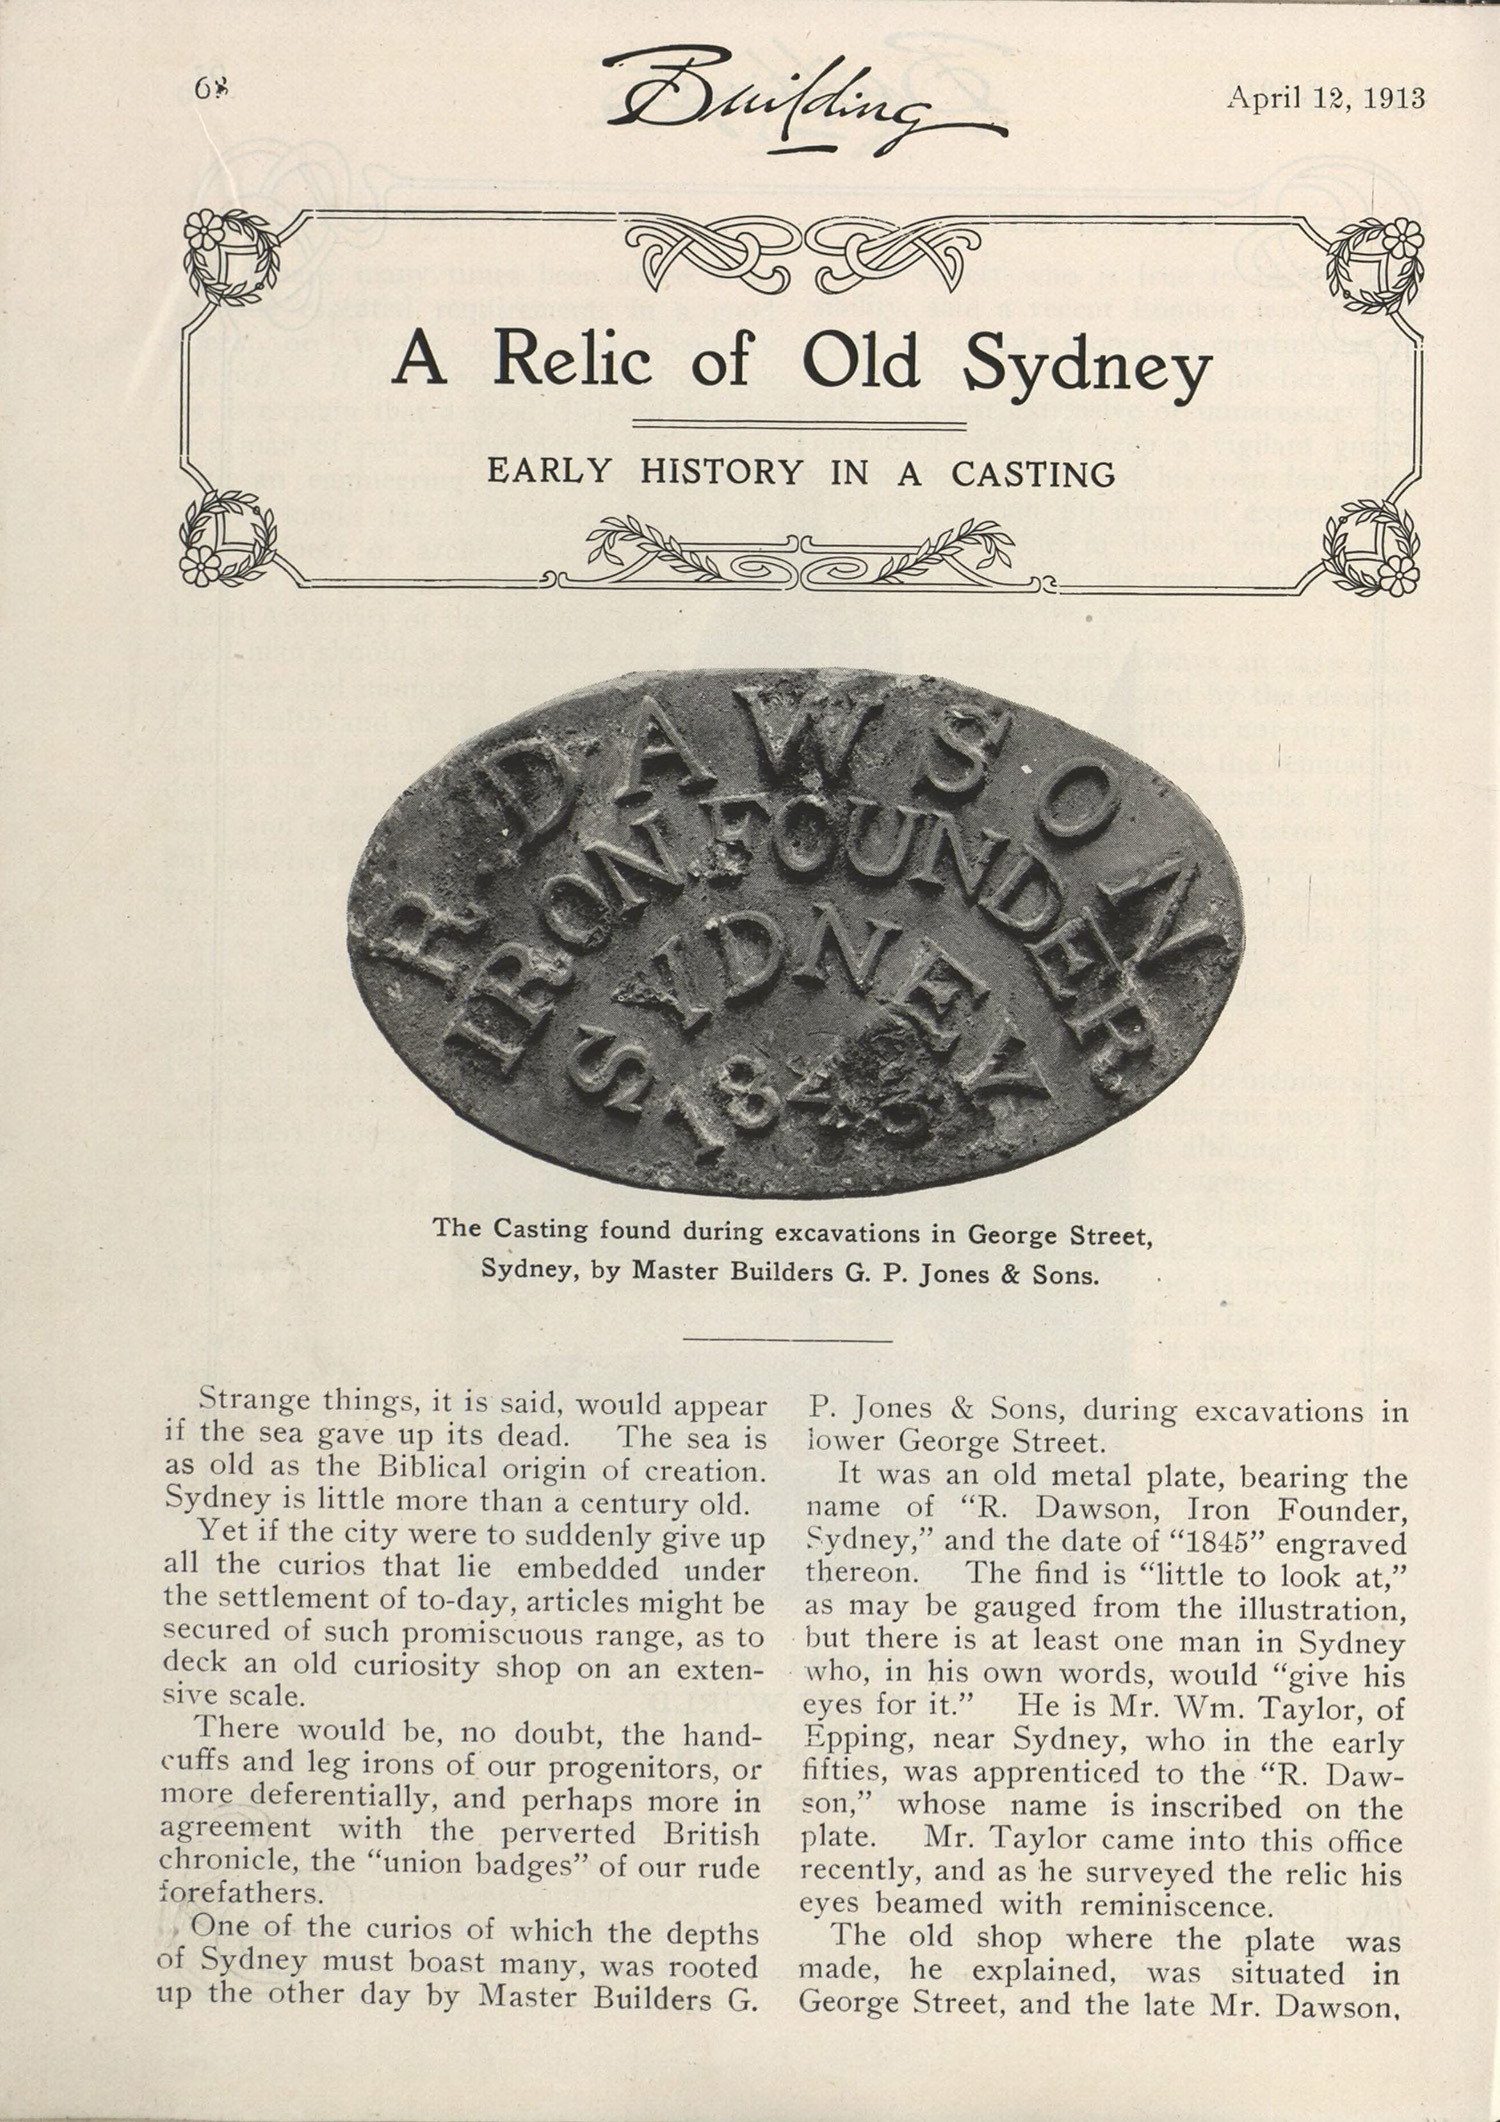 68
Building
April 12, 1913
A Relic of Old Sydney
EARLY HISTORY IN A CASTING
R DAWSON
IRON FOUNDER
SYDNEY
1845
The Casting found during excavations in George Street,
Sydney, by Master Builders G. P. Jones & Sons.
Strange things, it is said, would appear
if the sea gave up its dead. The sea is
as old as the Biblical origin of creation.
Sydney is little more than a century old.
Yet if the city were to suddenly give up
all the curios that lie embedded under
the settlement of to-day, articles might be
secured of such promiscuous range, as to
deck an old curiosity shop on an exten-
sive scale.
There would be, no doubt, the hand-
cuffs and leg irons of our progenitors, or
more deferentially, and perhaps more in
agreement with the perverted British
chronicle, the “union badges” of our rude
forefathers.
One of the curios of which the depths
of Sydney must boast many, was rooted
up the other day by Master Builders G.
P. Jones & Sons, during excavations in
lower George Street.
It was an old metal plate, bearing the
name of “R. Dawson, Iron Founder,
Sydney,” and the date of “1845” engraved
thereon. The find is “little to look at,”
as may be gauged from the illustration,
but there is at least one man in Sydney
who, in his own words, would “give his
eyes for it.” He is Mr. Wm. Taylor, of
Epping, near Sydney, who in the early
fifties, was apprenticed to the “R. Daw-
son,” whose name is inscribed on the
plate. Mr. Taylor came into this office
recently, and as he surveyed the relic his
eyes beamed with reminiscence.
The old shop where the plate was
made, he explained, was situated in
George Street, and the late Mr. Dawson,